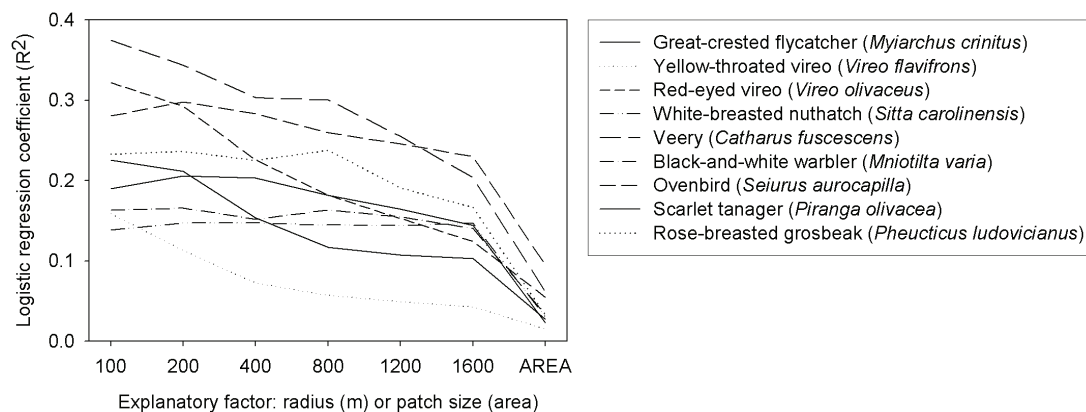 0.4
0.3
0.2
0.1
0.0
Logistic regression coefficient (R2)
100 200 400 800 1200 1600 AREA
Explanatory factor: radius (m) or patch size (area)
Great-crested flycatcher (Myiarchus crinitus)
Yellow-throated vireo (Vireo flavifrons)
Red-eyed vireo (Vireo olivaceus)
White-breasted nuthatch (Sitta carolinensis)
Veery (Catharus fuscescens)
Black-and-white warbler (Mniotilta varia)
Ovenbird (Seiurus aurocapilla)
Scarlet tanager (Piranga olivacea)
Rose-breasted grosbeak (Pheucticus ludovicianus)